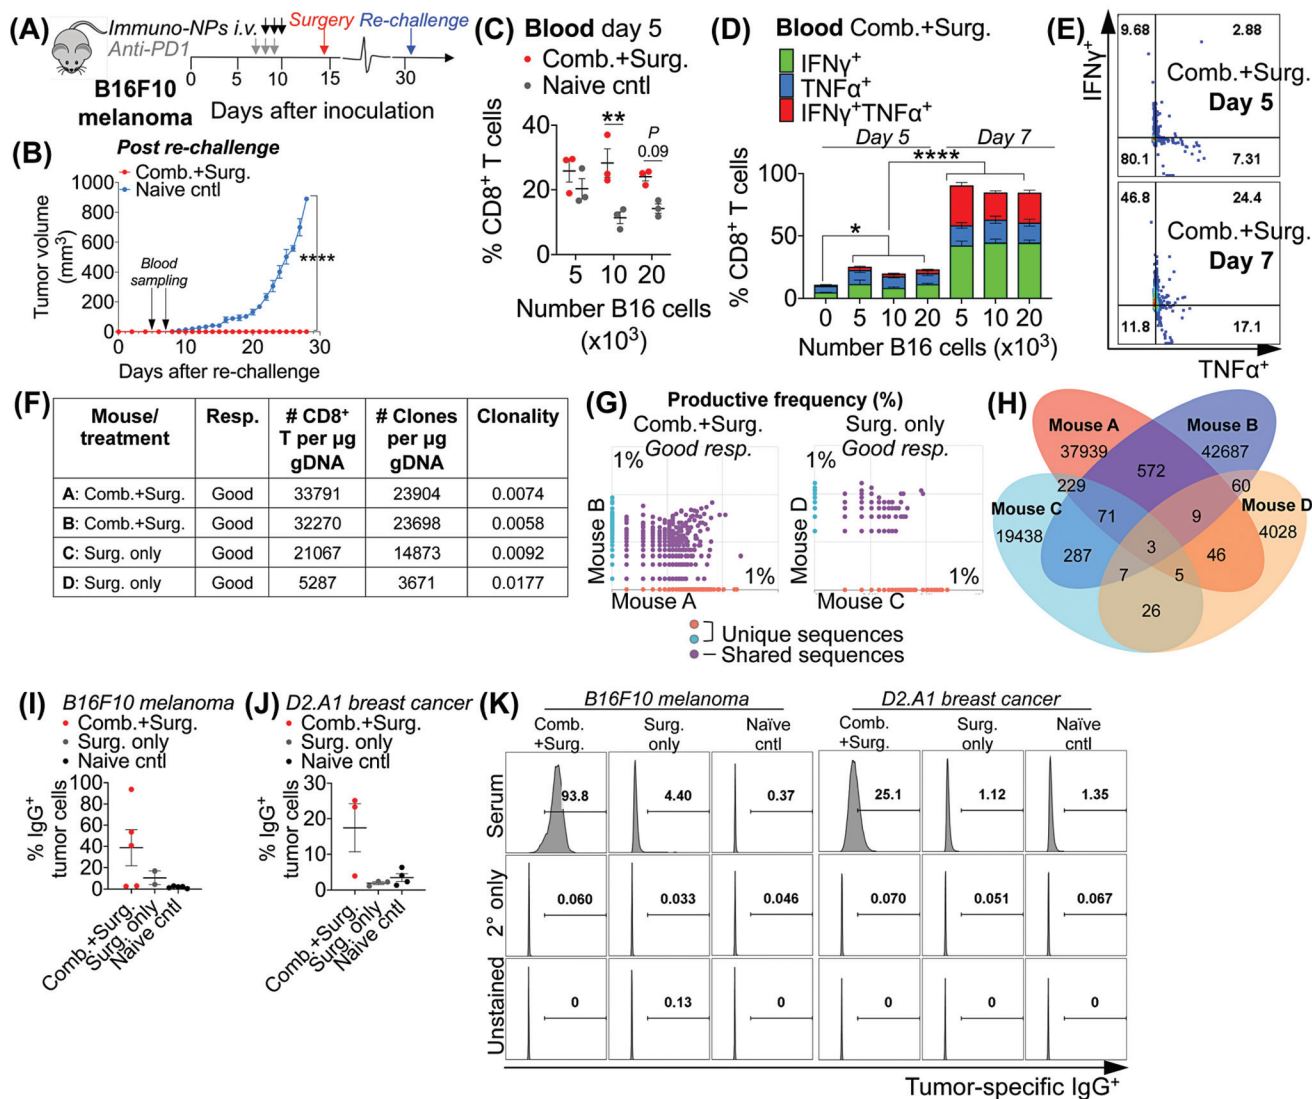 (A)
Immuno-NPs i.v.
Anti-PD1
Surgery
Re-challenge
B16F10
melanoma
0 5 10 15 30
Days after inoculation
(B)
Post re-challenge
Comb.+Surg.
Naive cntl
Tumor volume
(mm³)
1000
800
600
400
200
0
Blood
sampling
****
0 10 20 30
Days after re-challenge
(C) Blood day 5
Comb.+Surg.
Naive cntl
% CD8⁺ T cells
40
20
0
**
P
0.09
5 10 20
Number B16 cells
(x10³)
(D) Blood Comb.+Surg.
IFNγ⁺
TNFα⁺
IFNγ⁺TNFα⁺
Day 5 Day 7
% CD8⁺ T cells
100
50
0
*
****
0 5 10 20 5 10 20
Number B16 cells (x10³)
(E)
IFNγ⁺
9.68 2.88
Comb.+Surg.
Day 5
80.1 7.31
46.8 24.4
Comb.+Surg.
Day 7
11.8 17.1
TNFα⁺
(F)
Mouse/ treatment Resp. # CD8⁺ T per µg gDNA # Clones per µg gDNA Clonality
A: Comb.+Surg. Good 33791 23904 0.0074
B: Comb.+Surg. Good 32270 23698 0.0058
C: Surg. only Good 21067 14873 0.0092
D: Surg. only Good 5287 3671 0.0177
(G)
Productive frequency (%)
Comb.+Surg. Surg. only
Good resp. Good resp.
1% 1%
Mouse B
Mouse D
1% 1%
Mouse A Mouse C
Unique sequences
Shared sequences
(H)
Mouse A Mouse B
37939 42687
572
229 60
Mouse C Mouse D
71 9
19438 4028
287 3 46
7 5
26
(I) B16F10 melanoma
Comb.+Surg.
Surg. only
Naive cntl
% IgG⁺
tumor cells
100
80
60
40
20
0
Comb.+Surg.
Surg. only
Naive cntl
(J) D2.A1 breast cancer
Comb.+Surg.
Surg. only
Naive cntl
% IgG⁺
tumor cells
30
20
10
0
Comb.+Surg.
Surg. only
Naive cntl
(K)
B16F10 melanoma D2.A1 breast cancer
Comb. Surg. Naïve Comb. Surg. Naïve
+Surg. only cntl +Surg. only cntl
Serum
93.8 4.40 0.37 25.1 1.12 1.35
2° only
0.060 0.033 0.046 0.070 0.051 0.067
Unstained
0 0.13 0 0 0 0
Tumor-specific IgG⁺